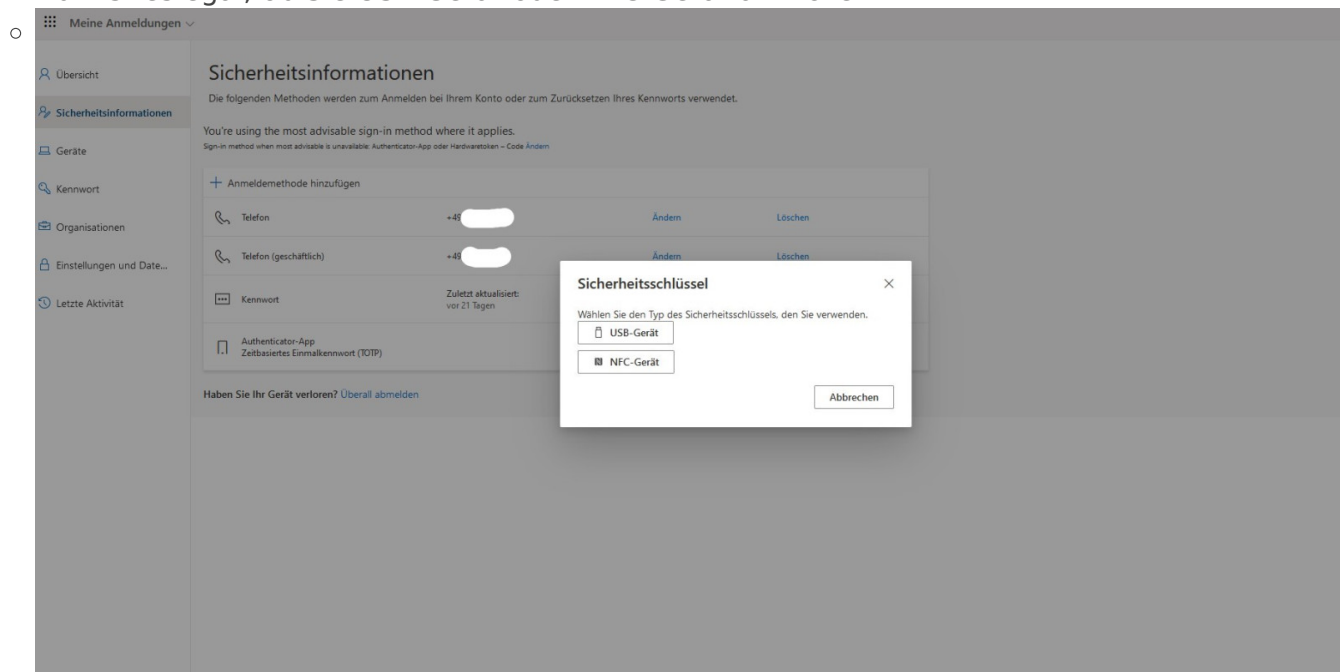 Meine Anmeldungen
Übersicht
Sicherheitsinformationen
Geräte
Kennwort
Organisationen
Einstellungen und Date...
Letzte Aktivität
Sicherheitsinformationen
Die folgenden Methoden werden zum Anmelden bei Ihrem Konto oder zum Zurücksetzen Ihres Kennworts verwendet.
You're using the most advisable sign-in method where it applies.
Sign-in method when most advisable is unavailable: Authenticator-App oder Hardwaretoken – Code Ändern
Anmeldemethode hinzufügen
Telefon +49 Ändern Löschen
Telefon (geschäftlich) +49 Ändern Löschen
Kennwort Zuletzt aktualisiert:
vor 21 Tagen
Authenticator-App
Zeitbasiertes Einmalkennwort (TOTP)
Haben Sie Ihr Gerät verloren? Überall abmelden
Sicherheitsschlüssel
Wählen Sie den Typ des Sicherheitsschlüssels, den Sie verwenden.
USB-Gerät
NFC-Gerät
Abbrechen